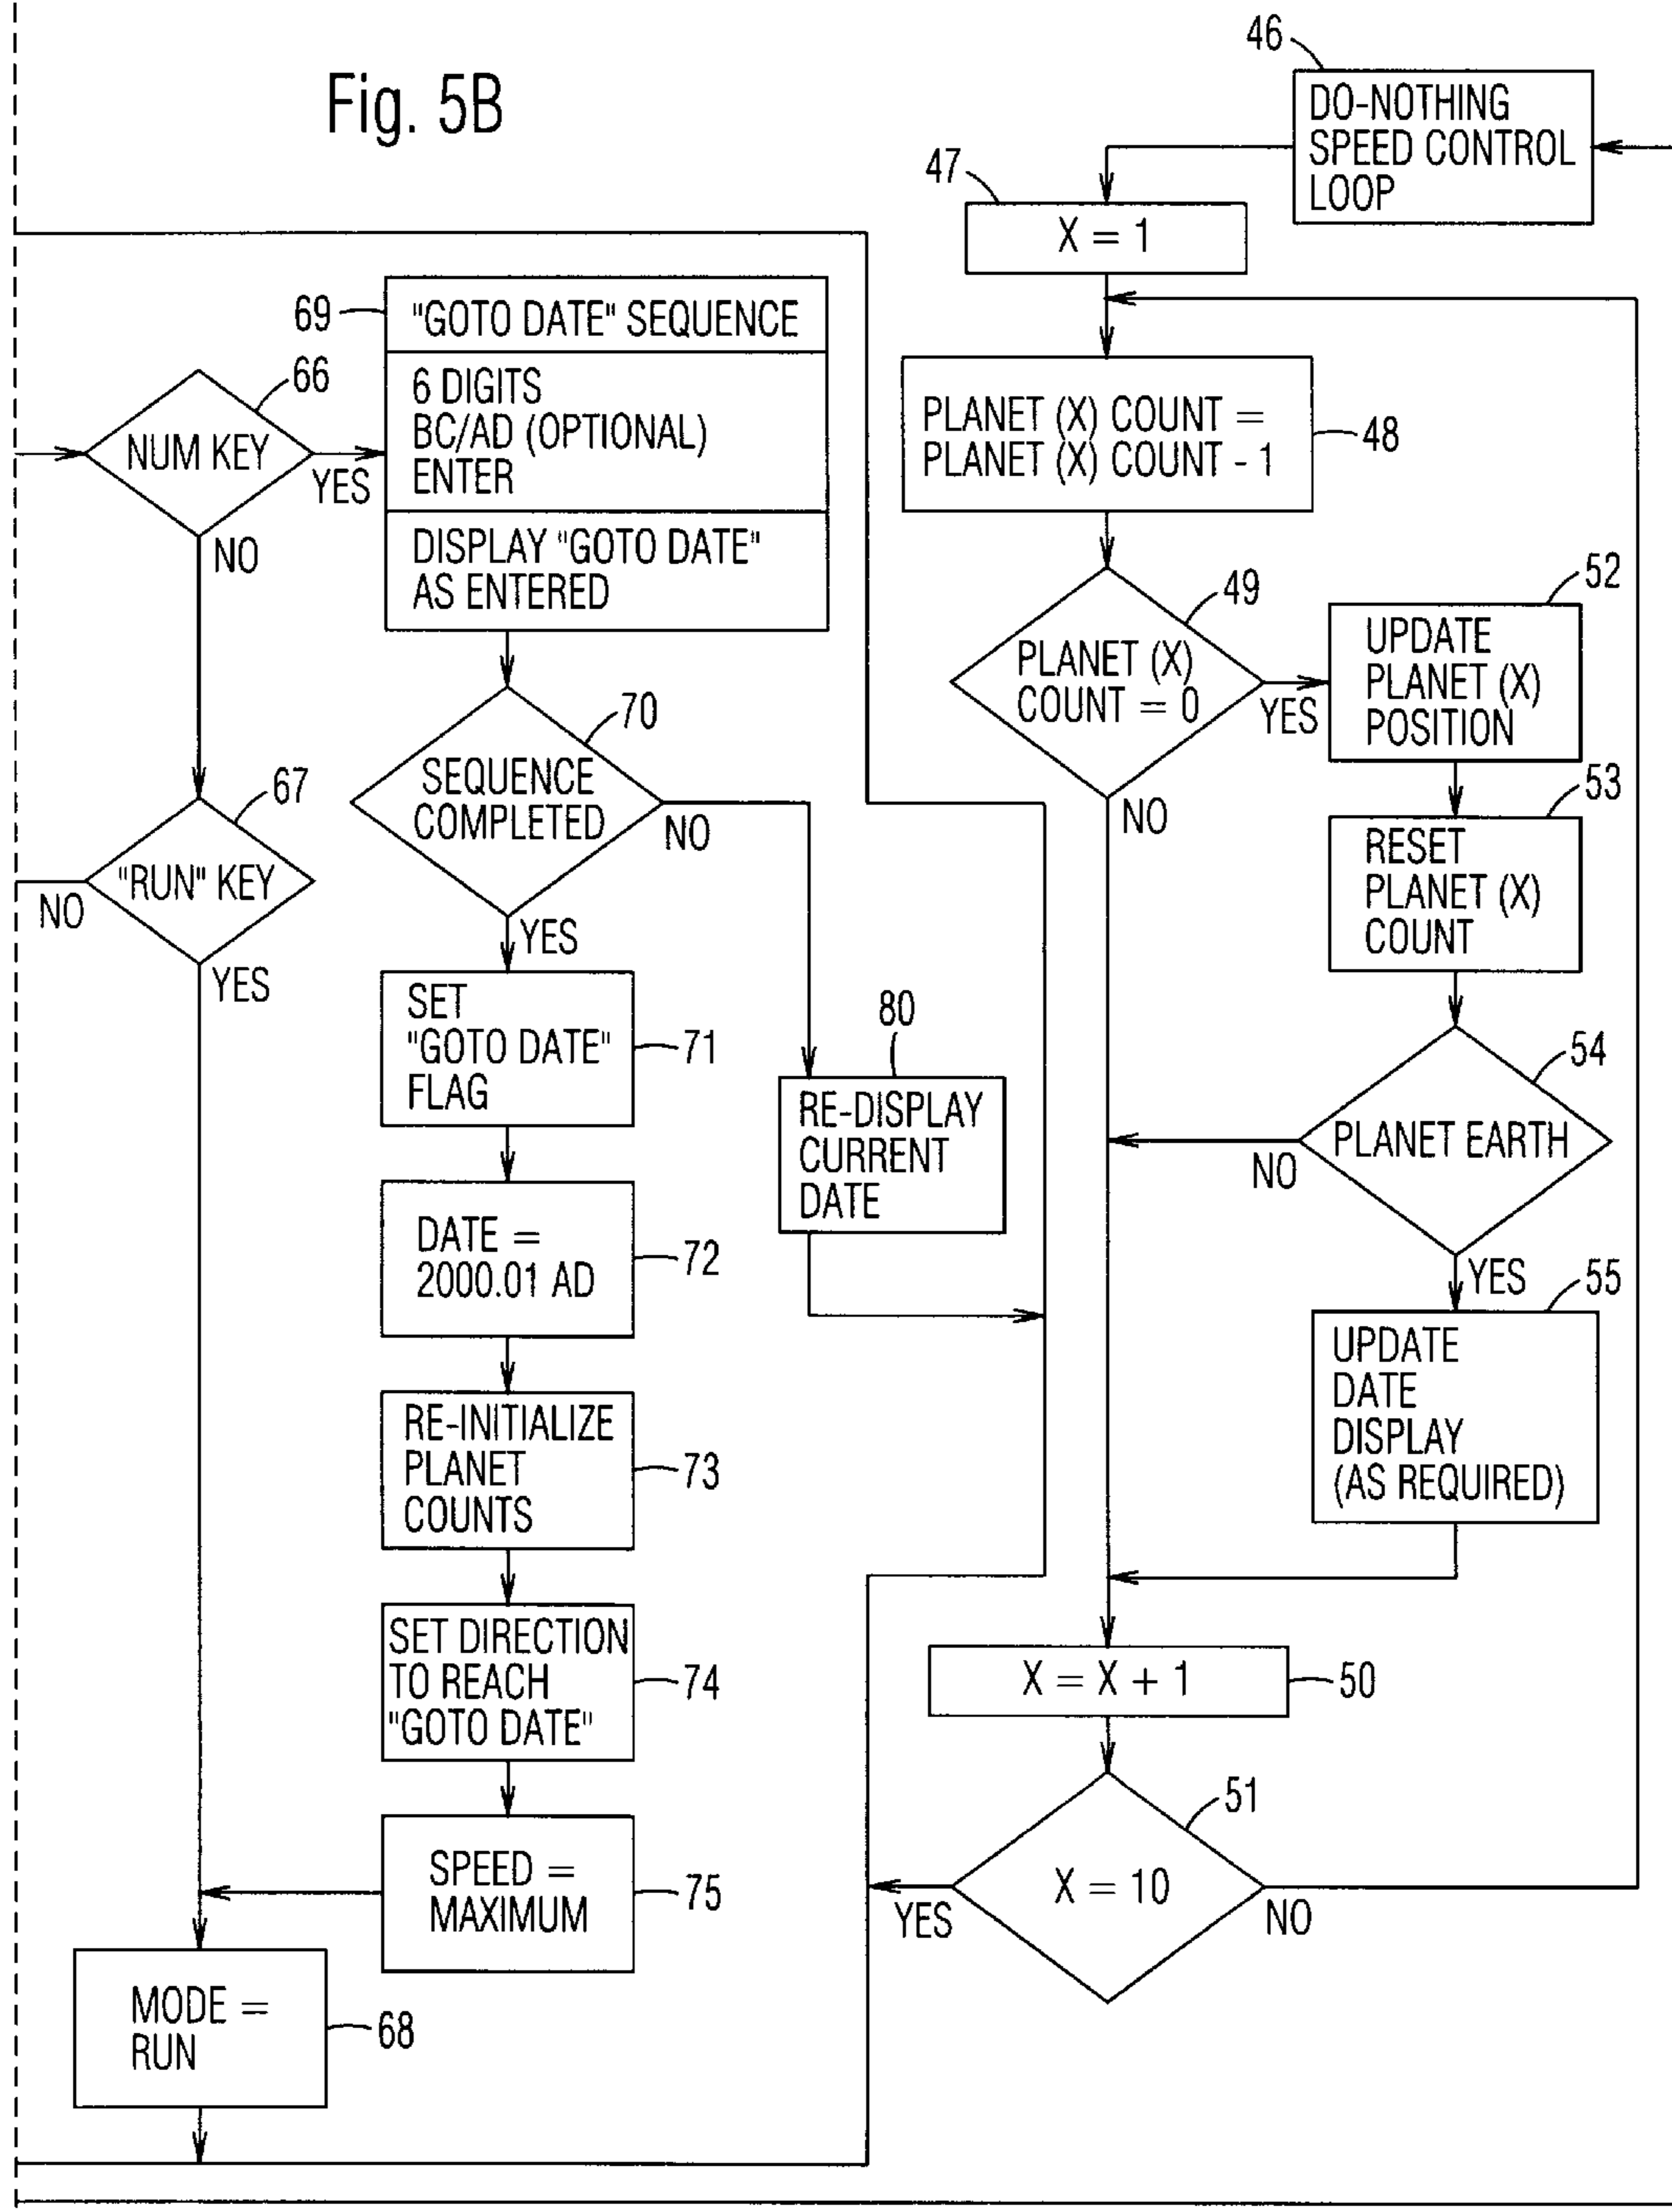 Fig. 5B
46
DO-NOTHING
SPEED CONTROL
LOOP
47
X = 1
69
"GOTO DATE" SEQUENCE
6 DIGITS
BC/AD (OPTIONAL)
ENTER
DISPLAY "GOTO DATE"
AS ENTERED
66
NUM KEY
YES
NO
PLANET (X) COUNT =
PLANET (X) COUNT - 1
48
49
PLANET (X)
COUNT = 0
YES
NO
52
UPDATE
PLANET (X)
POSITION
70
SEQUENCE
COMPLETED
NO
YES
67
"RUN" KEY
NO
YES
53
RESET
PLANET (X)
COUNT
SET
"GOTO DATE"
FLAG
71
80
RE-DISPLAY
CURRENT
DATE
54
PLANET EARTH
NO
YES
DATE =
2000.01 AD
72
55
UPDATE
DATE
DISPLAY
(AS REQUIRED)
RE-INITIALIZE
PLANET
COUNTS
73
SET DIRECTION
TO REACH
"GOTO DATE"
74
X = X + 1
50
51
X = 10
YES
NO
SPEED =
MAXIMUM
75
MODE =
RUN
68